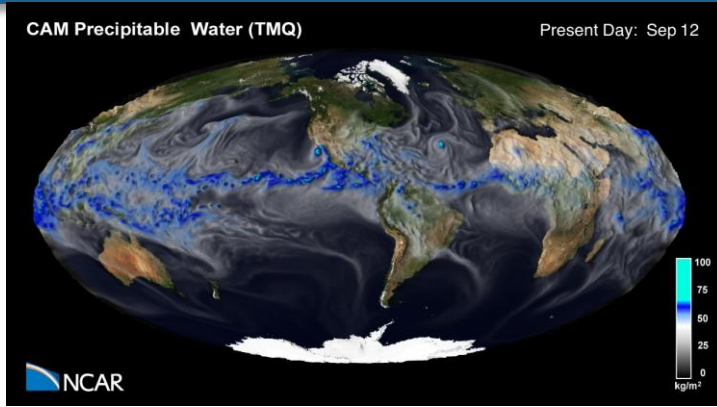 CAM Precipitable Water (TMQ)
Present Day: Sep 12
100
75
50
25
0
kg/m²
NCAR